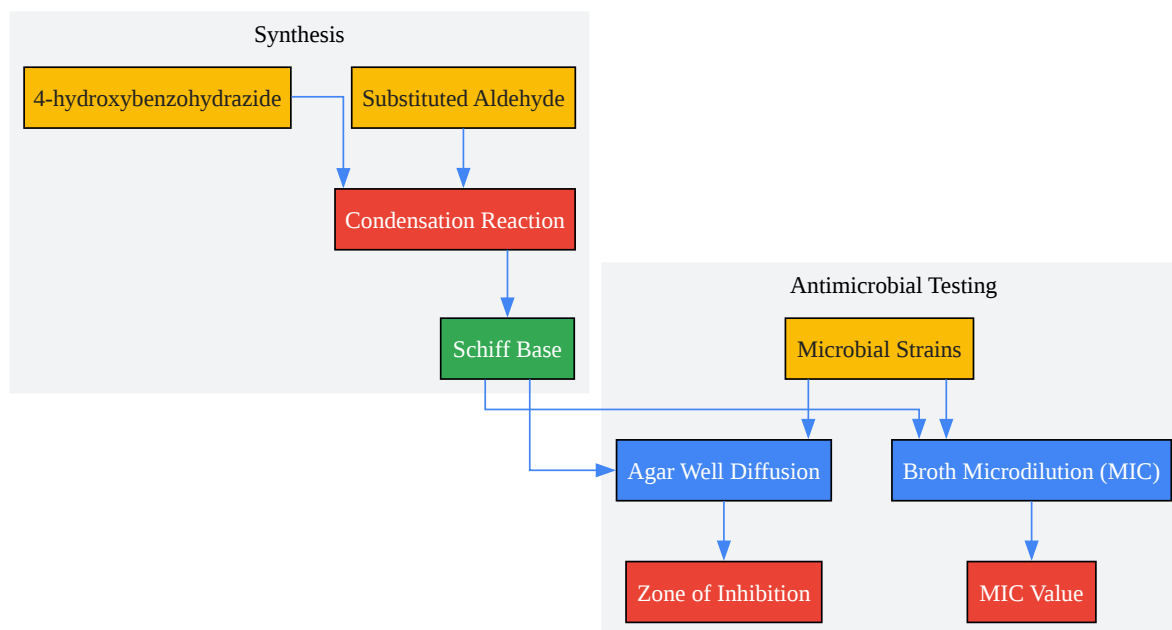 Synthesis
4-hydroxybenzohydrazide
Substituted Aldehyde
Condensation Reaction
Schiff Base
Antimicrobial Testing
Microbial Strains
Agar Well Diffusion
Broth Microdilution (MIC)
Zone of Inhibition
MIC Value